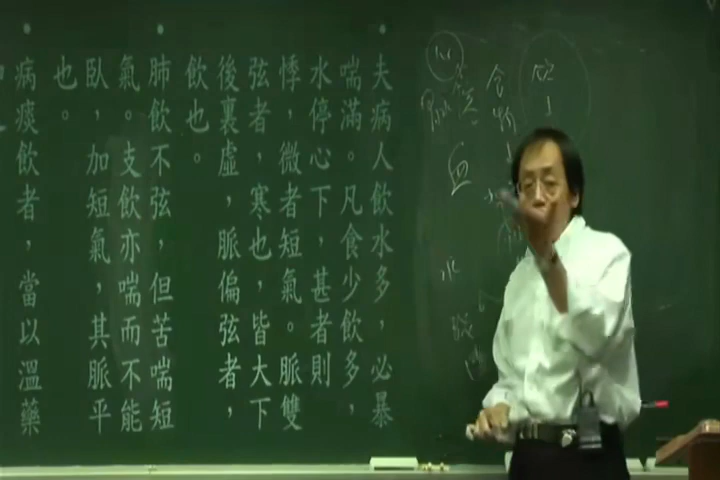 夫病人飲水多，必暴
喘滿。凡食少飲多，
水停心下，甚者則
悸，微者短氣。脈雙
弦者，寒也，皆大下
後裏虛，脈偏弦者，
飲也。
肺飲不弦，但苦喘短
氣。支飲亦喘而不能
臥，加短氣，其脈平
也。
病痰飲者，當以溫藥
食物
血
水